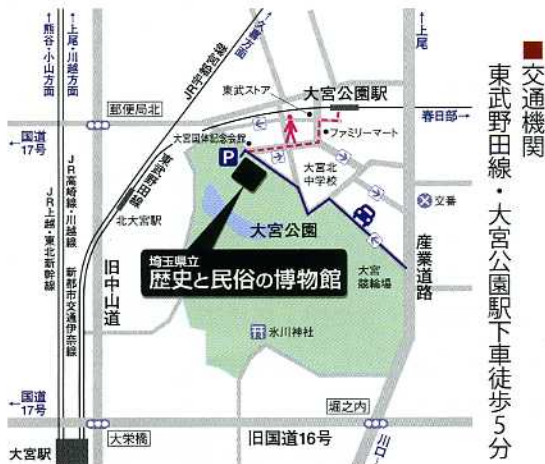 ■交通機関
東武野田線・大宮公園駅下車徒歩5分
↑熊谷・小山方面
↑上尾・川越方面
JR宇都宮線
↗久喜方面
↑上尾
東武ストア
大宮公園駅
春日部→
郵便局北
←国道17号
大宮国体記念会館
ファミリーマート
P
大宮北中学校
東武野田線
北大宮駅
交番
大宮公園
埼玉県立
歴史と民俗の博物館
産業道路
大宮競輪場
JR上越・東北新幹線
JR高崎線・川越線
新都市交通伊奈線
旧中山道
氷川神社
←国道17号
堀之内
大栄橋
旧国道16号
大宮駅
川口